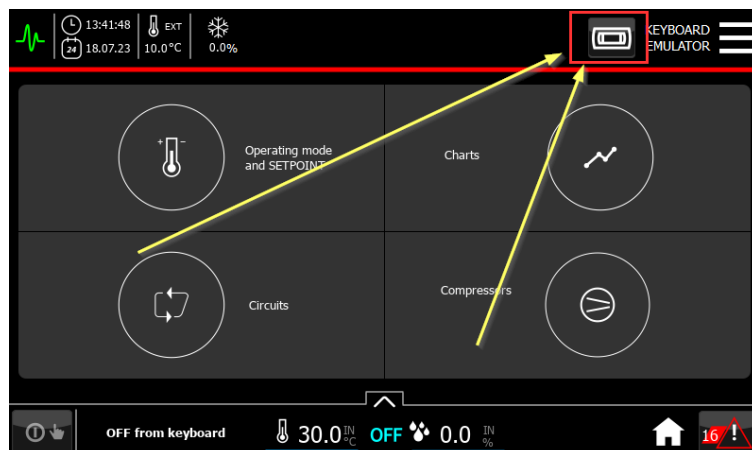 13:41:48
EXT
24
18.07.23
10.0°C
0.0%
KEYBOARD
EMULATOR
+ -
Operating mode
and SETPOINT
Charts
Circuits
Compressors
OFF from keyboard
30.0 IN °C
OFF
0.0 IN %
16 !